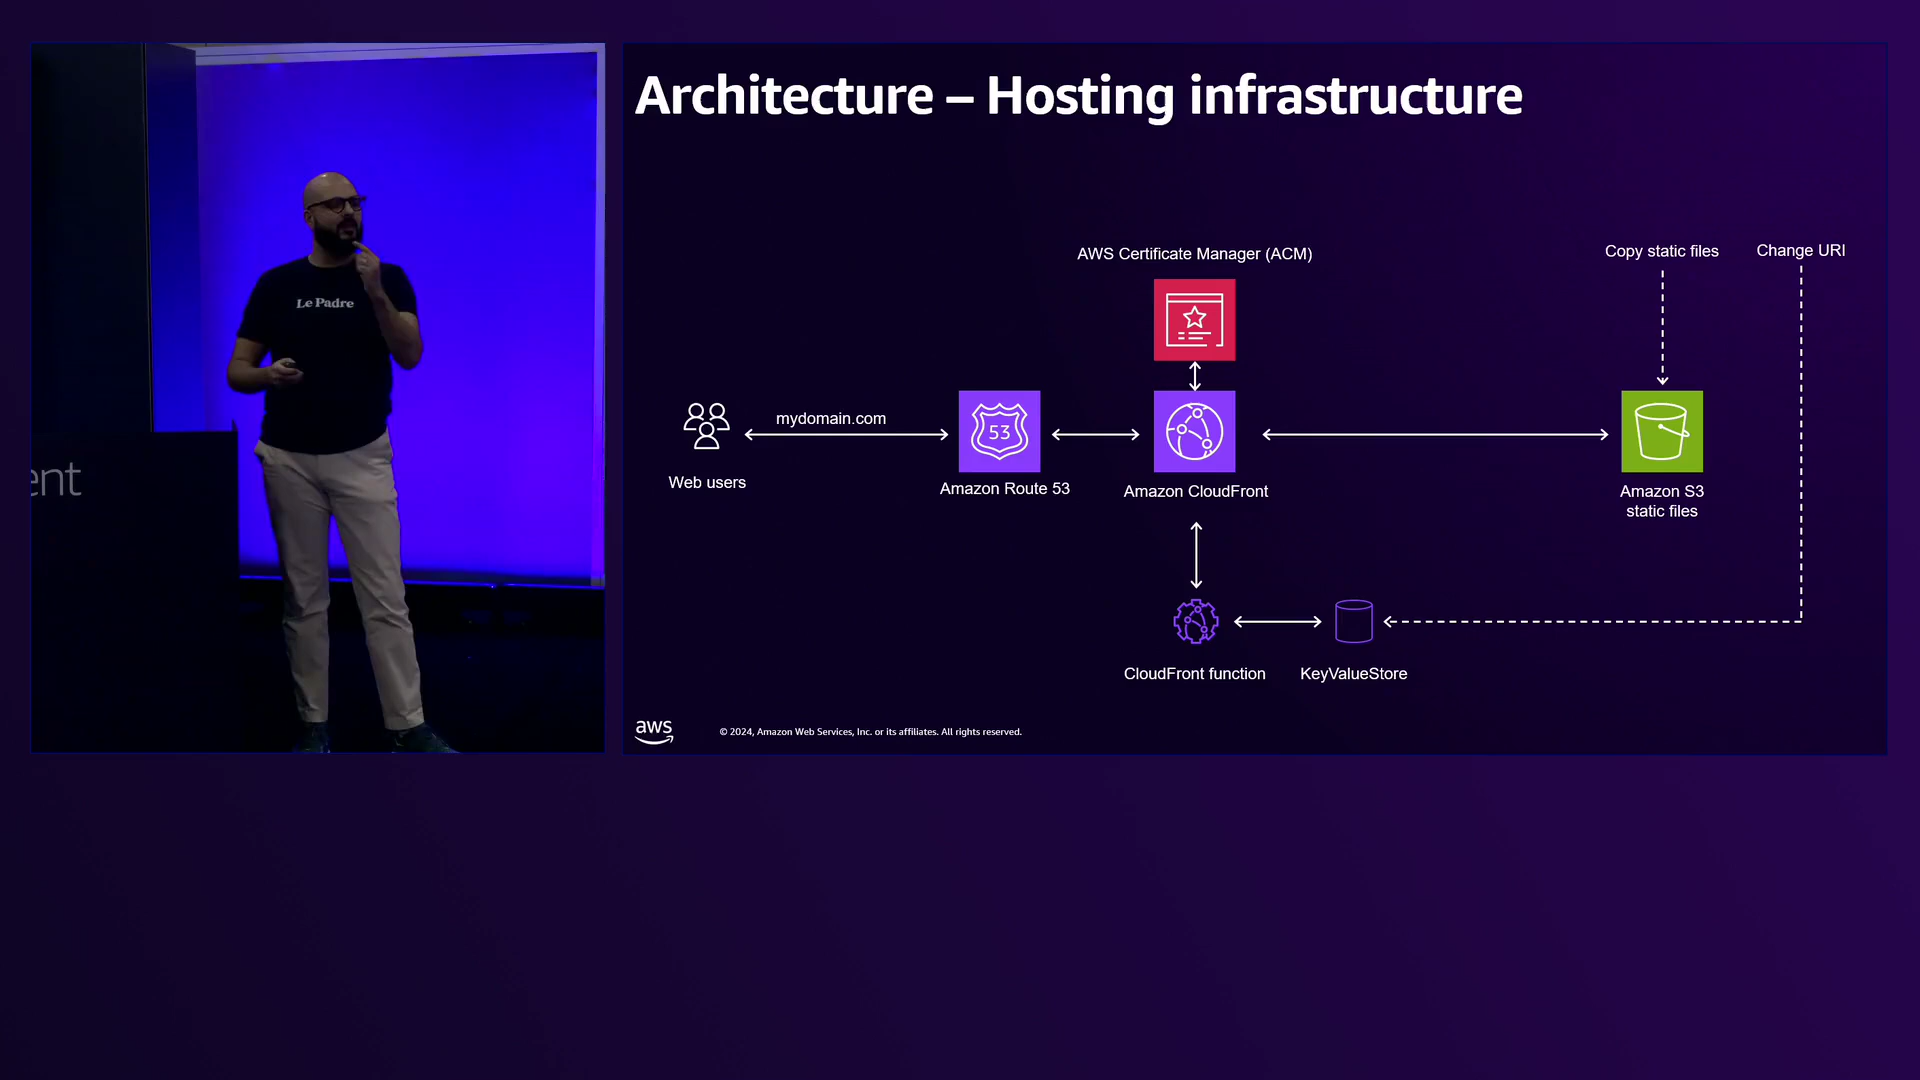 Le Padre
ent
Architecture – Hosting infrastructure
AWS Certificate Manager (ACM)
Copy static files
Change URI
mydomain.com
53
Web users
Amazon Route 53
Amazon CloudFront
Amazon S3
static files
CloudFront function
KeyValueStore
aws
© 2024, Amazon Web Services, Inc. or its affiliates. All rights reserved.